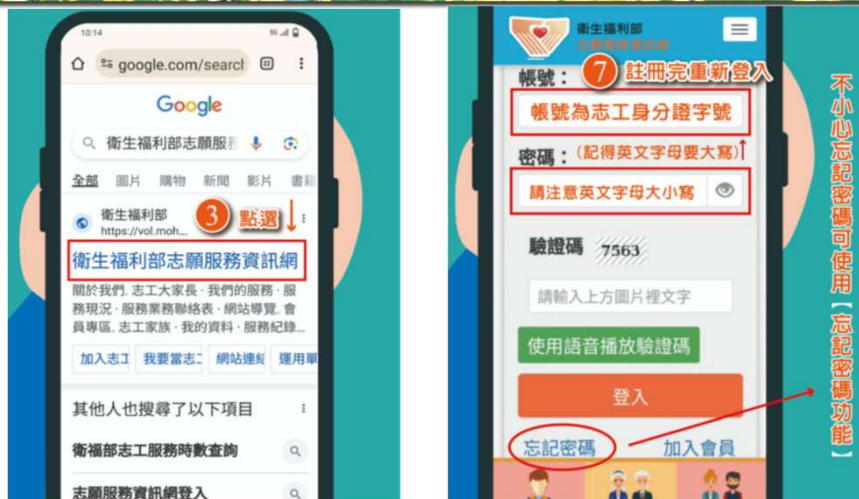 10:14
5G
google.com/search
22
Google
衛生福利部志願服務
全部 圖片 購物 新聞 影片 書籍
衛生福利部
https://vol.moh...
3 點選
衛生福利部志願服務資訊網
關於我們. 志工大家長 · 我們的服務 · 服
務現況 · 服務業務聯絡表 · 網站導覽. 會
員專區. 志工家族 · 我的資料 · 服務紀錄...
加入志工 我要當志工 網站連結 運用單
其他人也搜尋了以下項目
衛福部志工服務時數查詢
志願服務資訊網登入
衛生福利部
志願服務資訊網
帳號：
7 註冊完重新登入
帳號為志工身分證字號
密碼：(記得英文字母要大寫)↑
請注意英文字母大小寫
驗證碼 7563
請輸入上方圖片裡文字
使用語音播放驗證碼
登入
忘記密碼 加入會員
不小心忘記密碼可使用【忘記密碼功能】